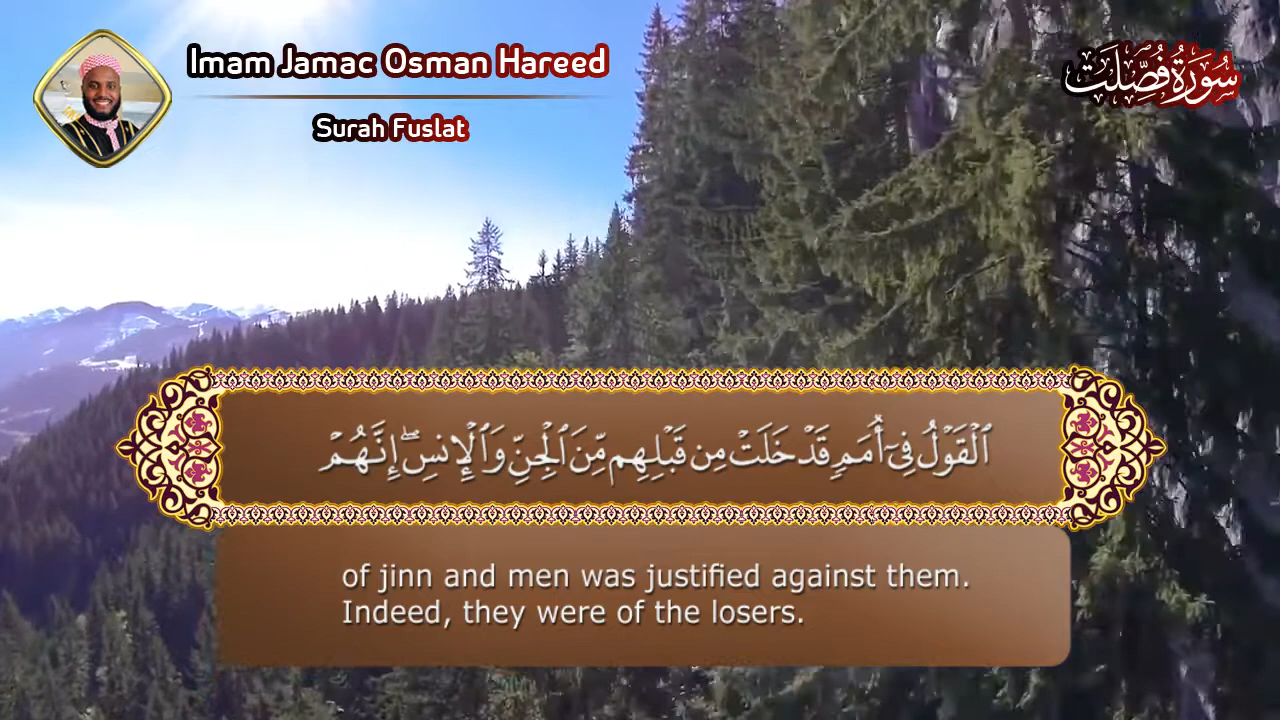 Imam Jamac Osman Hareed
Surah Fuslat
سُورَةُ فُصِّلَت
ٱلْقَوْلُ فِىٓ أُمَمٍ قَدْ خَلَتْ مِن قَبْلِهِم مِّنَ ٱلْجِنِّ وَٱلْإِنسِ ۖ إِنَّهُمْ
of jinn and men was justified against them.
Indeed, they were of the losers.